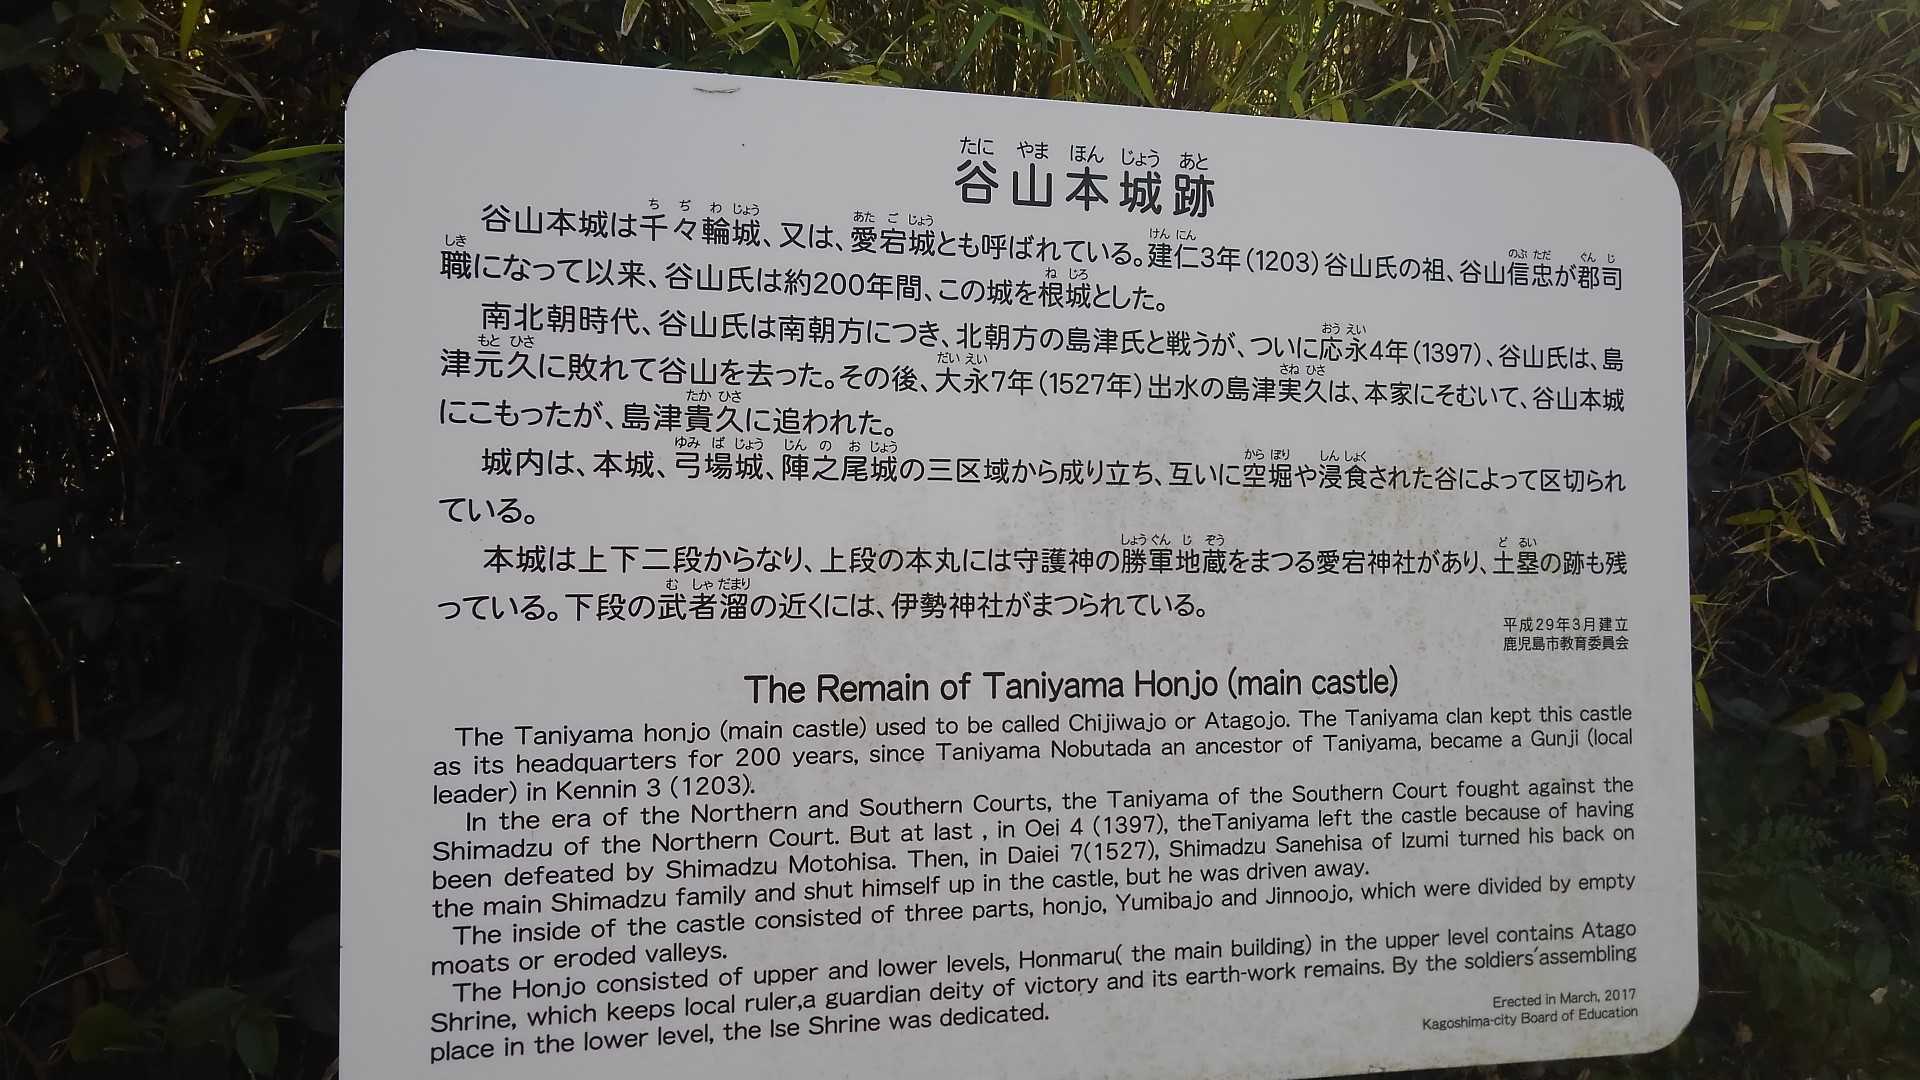 たにやまほんじょうあと
谷山本城跡
ちぢわじょう あたごじょう けんにん のぶただ ぐんじ
谷山本城は千々輪城、又は、愛宕城とも呼ばれている。建仁3年(1203)谷山氏の祖、谷山信忠が郡司
しき ねじろ
職になって以来、谷山氏は約200年間、この城を根城とした。
おうえい
南北朝時代、谷山氏は南朝方につき、北朝方の島津氏と戦うが、ついに応永4年(1397)、谷山氏は、島
もとひさ だいえい さねひさ
津元久に敗れて谷山を去った。その後、大永7年(1527年)出水の島津実久は、本家にそむいて、谷山本城
たかひさ
にこもったが、島津貴久に追われた。
ゆみばじょう じんのおじょう からぼり しんしょく
城内は、本城、弓場城、陣之尾城の三区域から成り立ち、互いに空堀や浸食された谷によって区切られ
ている。
しょうぐんじぞう どるい
本城は上下二段からなり、上段の本丸には守護神の勝軍地蔵をまつる愛宕神社があり、土塁の跡も残
むしゃだまり
っている。下段の武者溜の近くには、伊勢神社がまつられている。
平成29年3月建立
鹿児島市教育委員会
The Remain of Taniyama Honjo (main castle)
The Taniyama honjo (main castle) used to be called Chijiwajo or Atagojo. The Taniyama clan kept this castle
as its headquarters for 200 years, since Taniyama Nobutada an ancestor of Taniyama, became a Gunji (local
leader) in Kennin 3 (1203).
In the era of the Northern and Southern Courts, the Taniyama of the Southern Court fought against the
Shimadzu of the Northern Court. But at last , in Oei 4 (1397), theTaniyama left the castle because of having
been defeated by Shimadzu Motohisa. Then, in Daiei 7(1527), Shimadzu Sanehisa of Izumi turned his back on
the main Shimadzu family and shut himself up in the castle, but he was driven away.
The inside of the castle consisted of three parts, honjo, Yumibajo and Jinnoojo, which were divided by empty
moats or eroded valleys.
The Honjo consisted of upper and lower levels, Honmaru( the main building) in the upper level contains Atago
Shrine, which keeps local ruler,a guardian deity of victory and its earth-work remains. By the soldiers'assembling
place in the lower level, the Ise Shrine was dedicated.
Erected in March, 2017
Kagoshima-city Board of Education